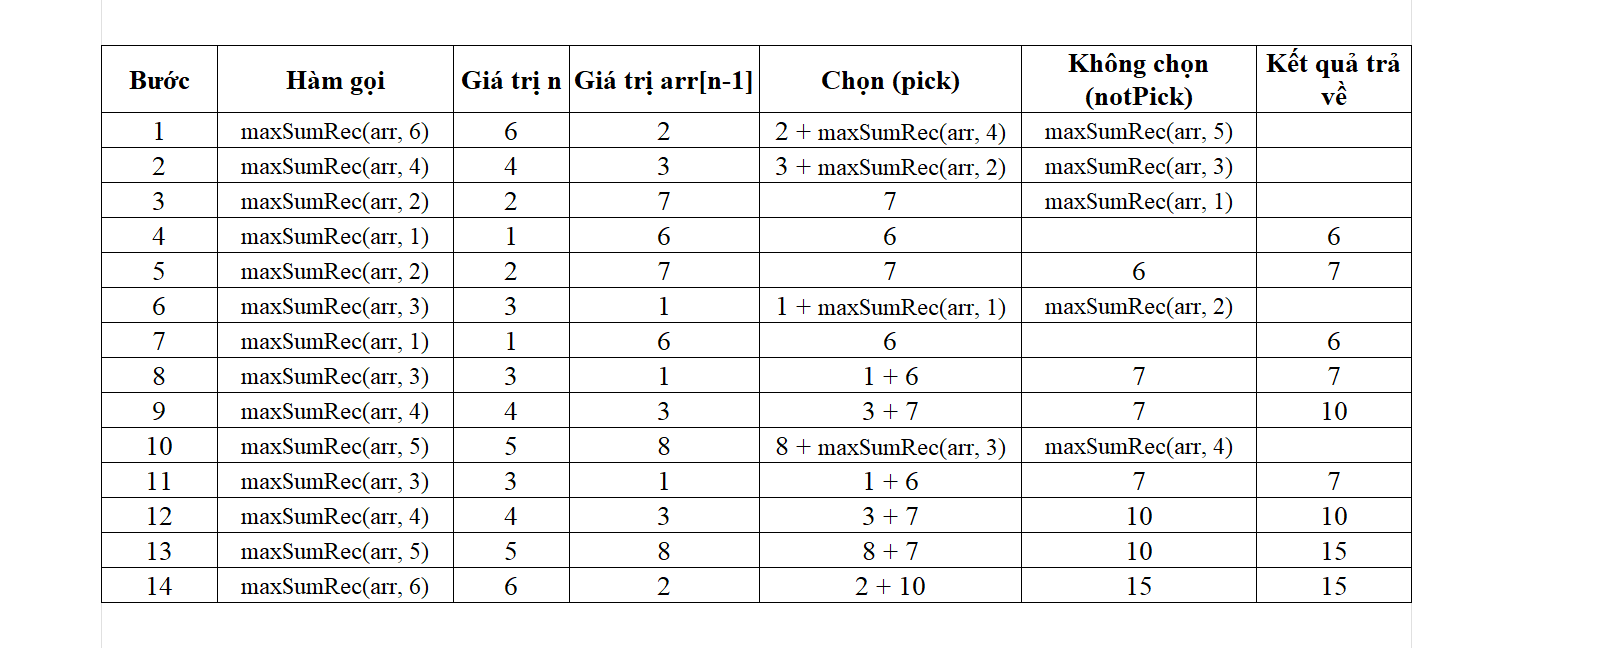 Bước Hàm gọi Giá trị n Giá trị arr[n-1] Chọn (pick) Không chọn (notPick) Kết quả trả về
1 maxSumRec(arr, 6) 6 2 2 + maxSumRec(arr, 4) maxSumRec(arr, 5)
2 maxSumRec(arr, 4) 4 3 3 + maxSumRec(arr, 2) maxSumRec(arr, 3)
3 maxSumRec(arr, 2) 2 7 7 maxSumRec(arr, 1)
4 maxSumRec(arr, 1) 1 6 6 6
5 maxSumRec(arr, 2) 2 7 7 6 7
6 maxSumRec(arr, 3) 3 1 1 + maxSumRec(arr, 1) maxSumRec(arr, 2)
7 maxSumRec(arr, 1) 1 6 6 6
8 maxSumRec(arr, 3) 3 1 1 + 6 7 7
9 maxSumRec(arr, 4) 4 3 3 + 7 7 10
10 maxSumRec(arr, 5) 5 8 8 + maxSumRec(arr, 3) maxSumRec(arr, 4)
11 maxSumRec(arr, 3) 3 1 1 + 6 7 7
12 maxSumRec(arr, 4) 4 3 3 + 7 10 10
13 maxSumRec(arr, 5) 5 8 8 + 7 10 15
14 maxSumRec(arr, 6) 6 2 2 + 10 15 15